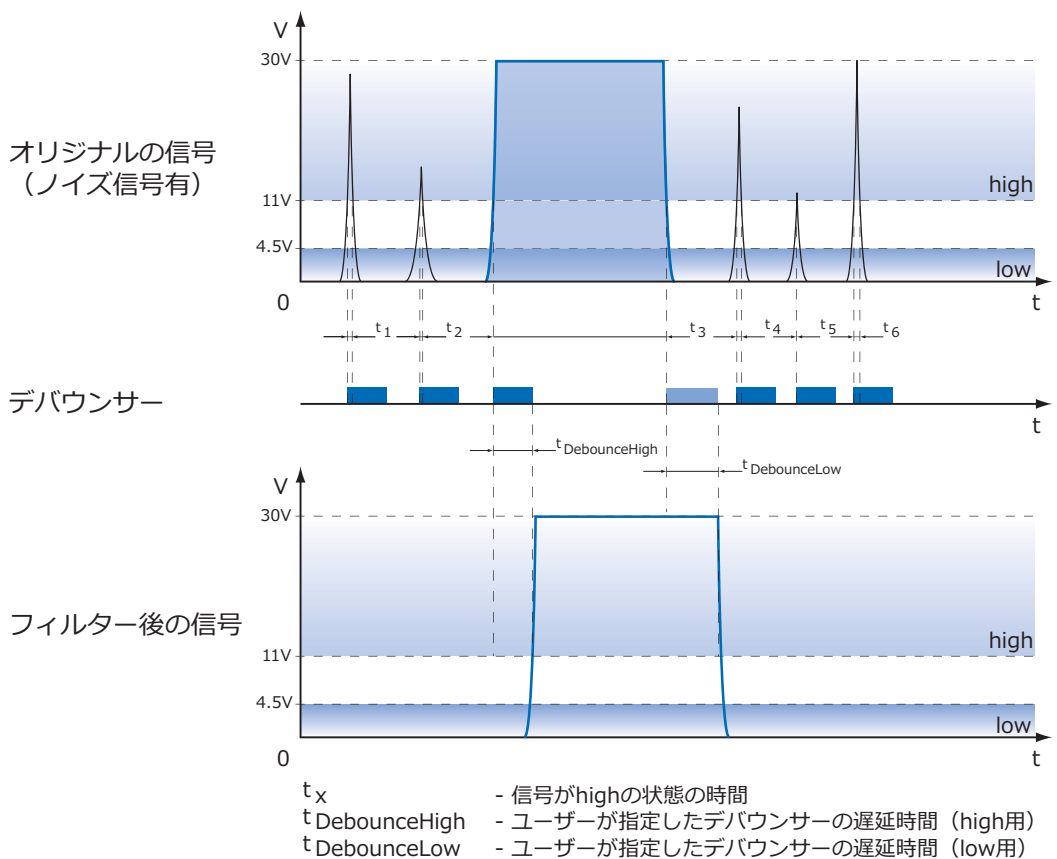 V
30V
オリジナルの信号
（ノイズ信号有）
high
11V
4.5V
low
0
t
t1 t2 t3 t4 t5 t6
デバウンサー
t
tDebounceHigh
tDebounceLow
V
30V
フィルター後の信号
high
11V
4.5V
low
0
t
tx - 信号がhighの状態の時間
tDebounceHigh - ユーザーが指定したデバウンサーの遅延時間（high用）
tDebounceLow - ユーザーが指定したデバウンサーの遅延時間（low用）